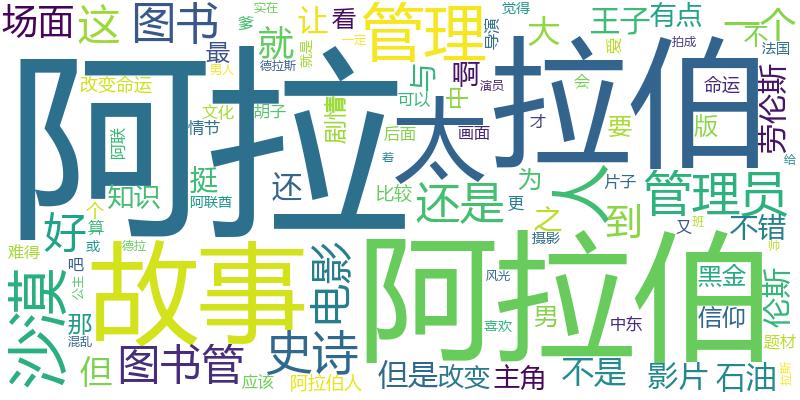 场面
这
图书
让
看
管理
王子
有点
一个
实在
爹
就
最
导演
觉得
大
不
拍成
法国
改变命运
德拉斯
就是
男人
一定
与
啊
要
阿拉
拉伯
太
命运
劳伦斯
文化
胡子
剧情
可以
中
演员
会
阿联
情节
后面
画面
才
要
版
知识
挺
还
阿联酋
着
比较
还是
更
为
人
片子
管理员
给
好
个
算
之
到
又
班
不错
难得
或
德拉
摄影
沙漠
吧
公主
那
混乱
故事
电影
阿拉伯
风光
喜欢
男
中东
黑金
信仰
伦斯
帅
题材
但
图书管
应该
史诗
阿拉伯人
但是
改变
主角
不是
影片
石油